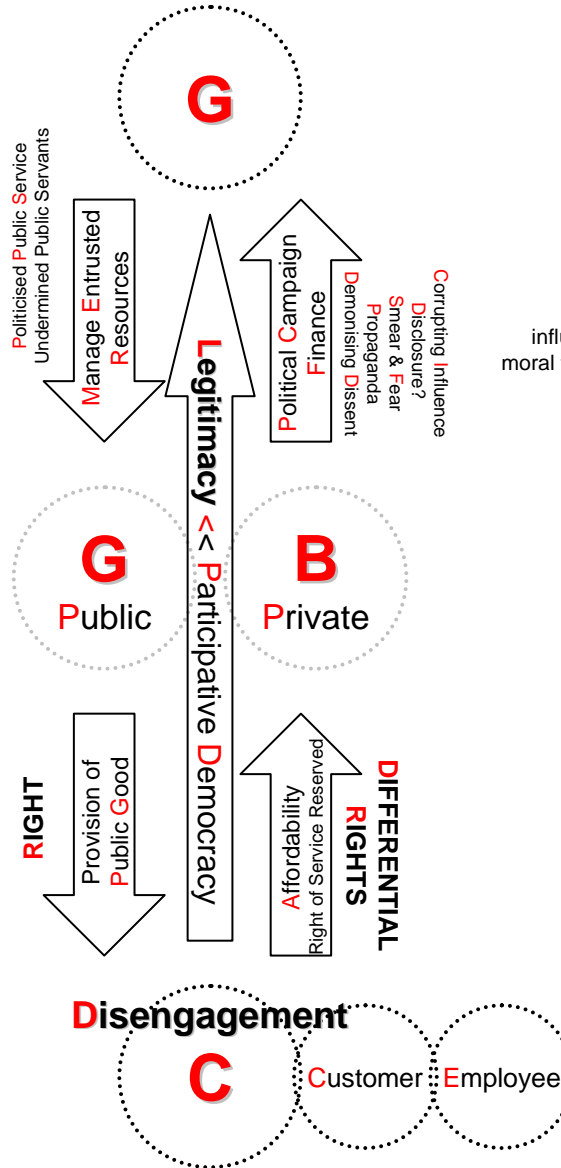 G
Politicised Public Service
Undermined Public Servants
Manage Entrusted
Resources
Legitimacy << Participative Democracy
Political Campaign
Finance
Demonising Dissent
Propaganda
Smear & Fear
Disclosure?
Corrupting Influence
influ
moral
G
Public
B
Private
RIGHT
Provision of
Public Good
Affordability
Right of Service Reserved
RIGHTS
DIFFERENTIAL
Disengagement
C
Customer
Employee